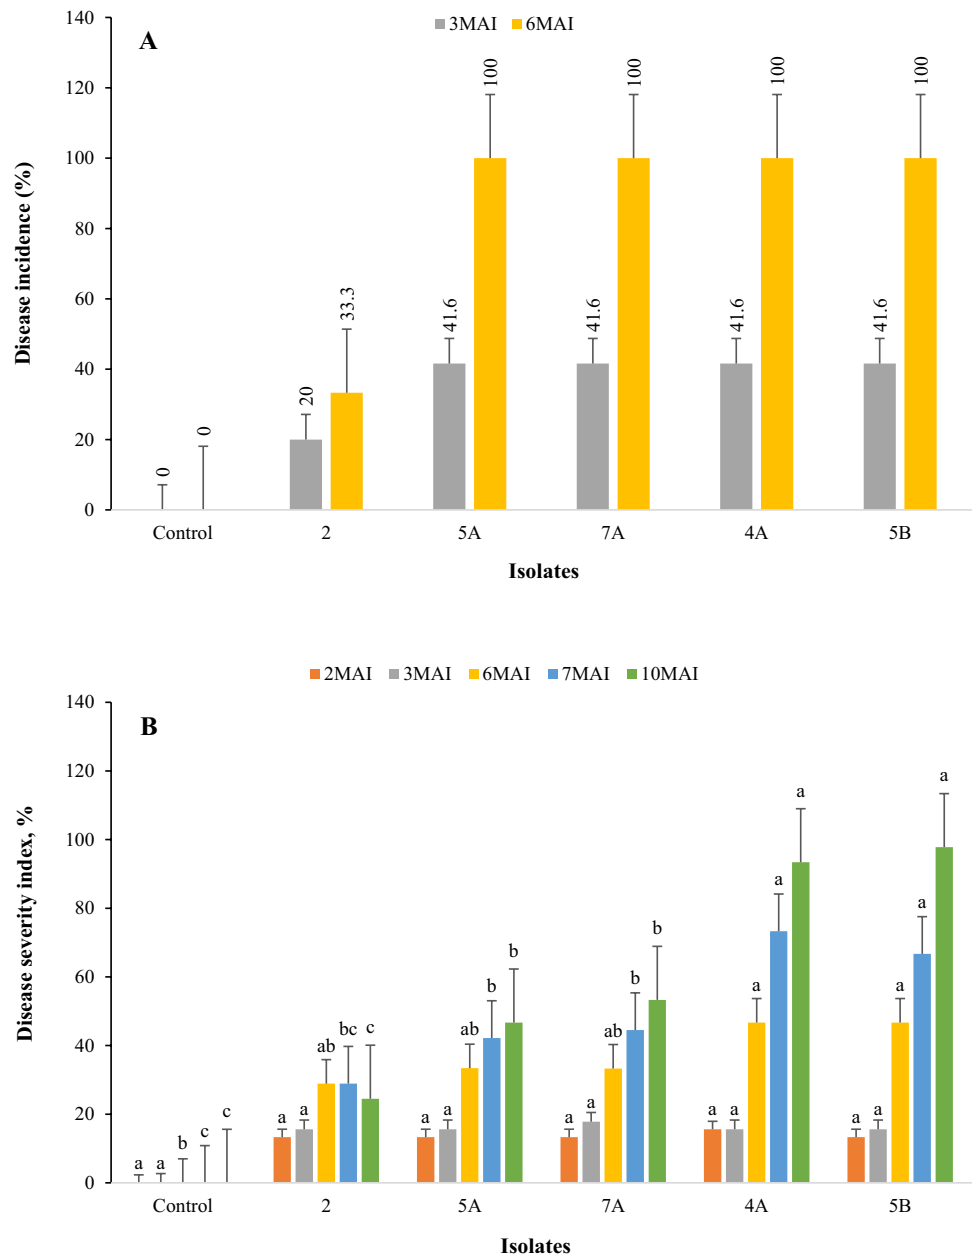 140
3MAI 6MAI
A
120
100
80
60
40
20
0
Disease incidence (%)
0 0 20 33.3 41.6 100 41.6 100 41.6 100 41.6 100
Control 2 5A 7A 4A 5B
Isolates
2MAI 3MAI 6MAI 7MAI 10MAI
140
B
120
100
80
60
40
20
0
Disease severity index, %
a a b c c a a ab bc c a a ab b b a a ab b b a a a a a a a a a a
Control 2 5A 7A 4A 5B
Isolates